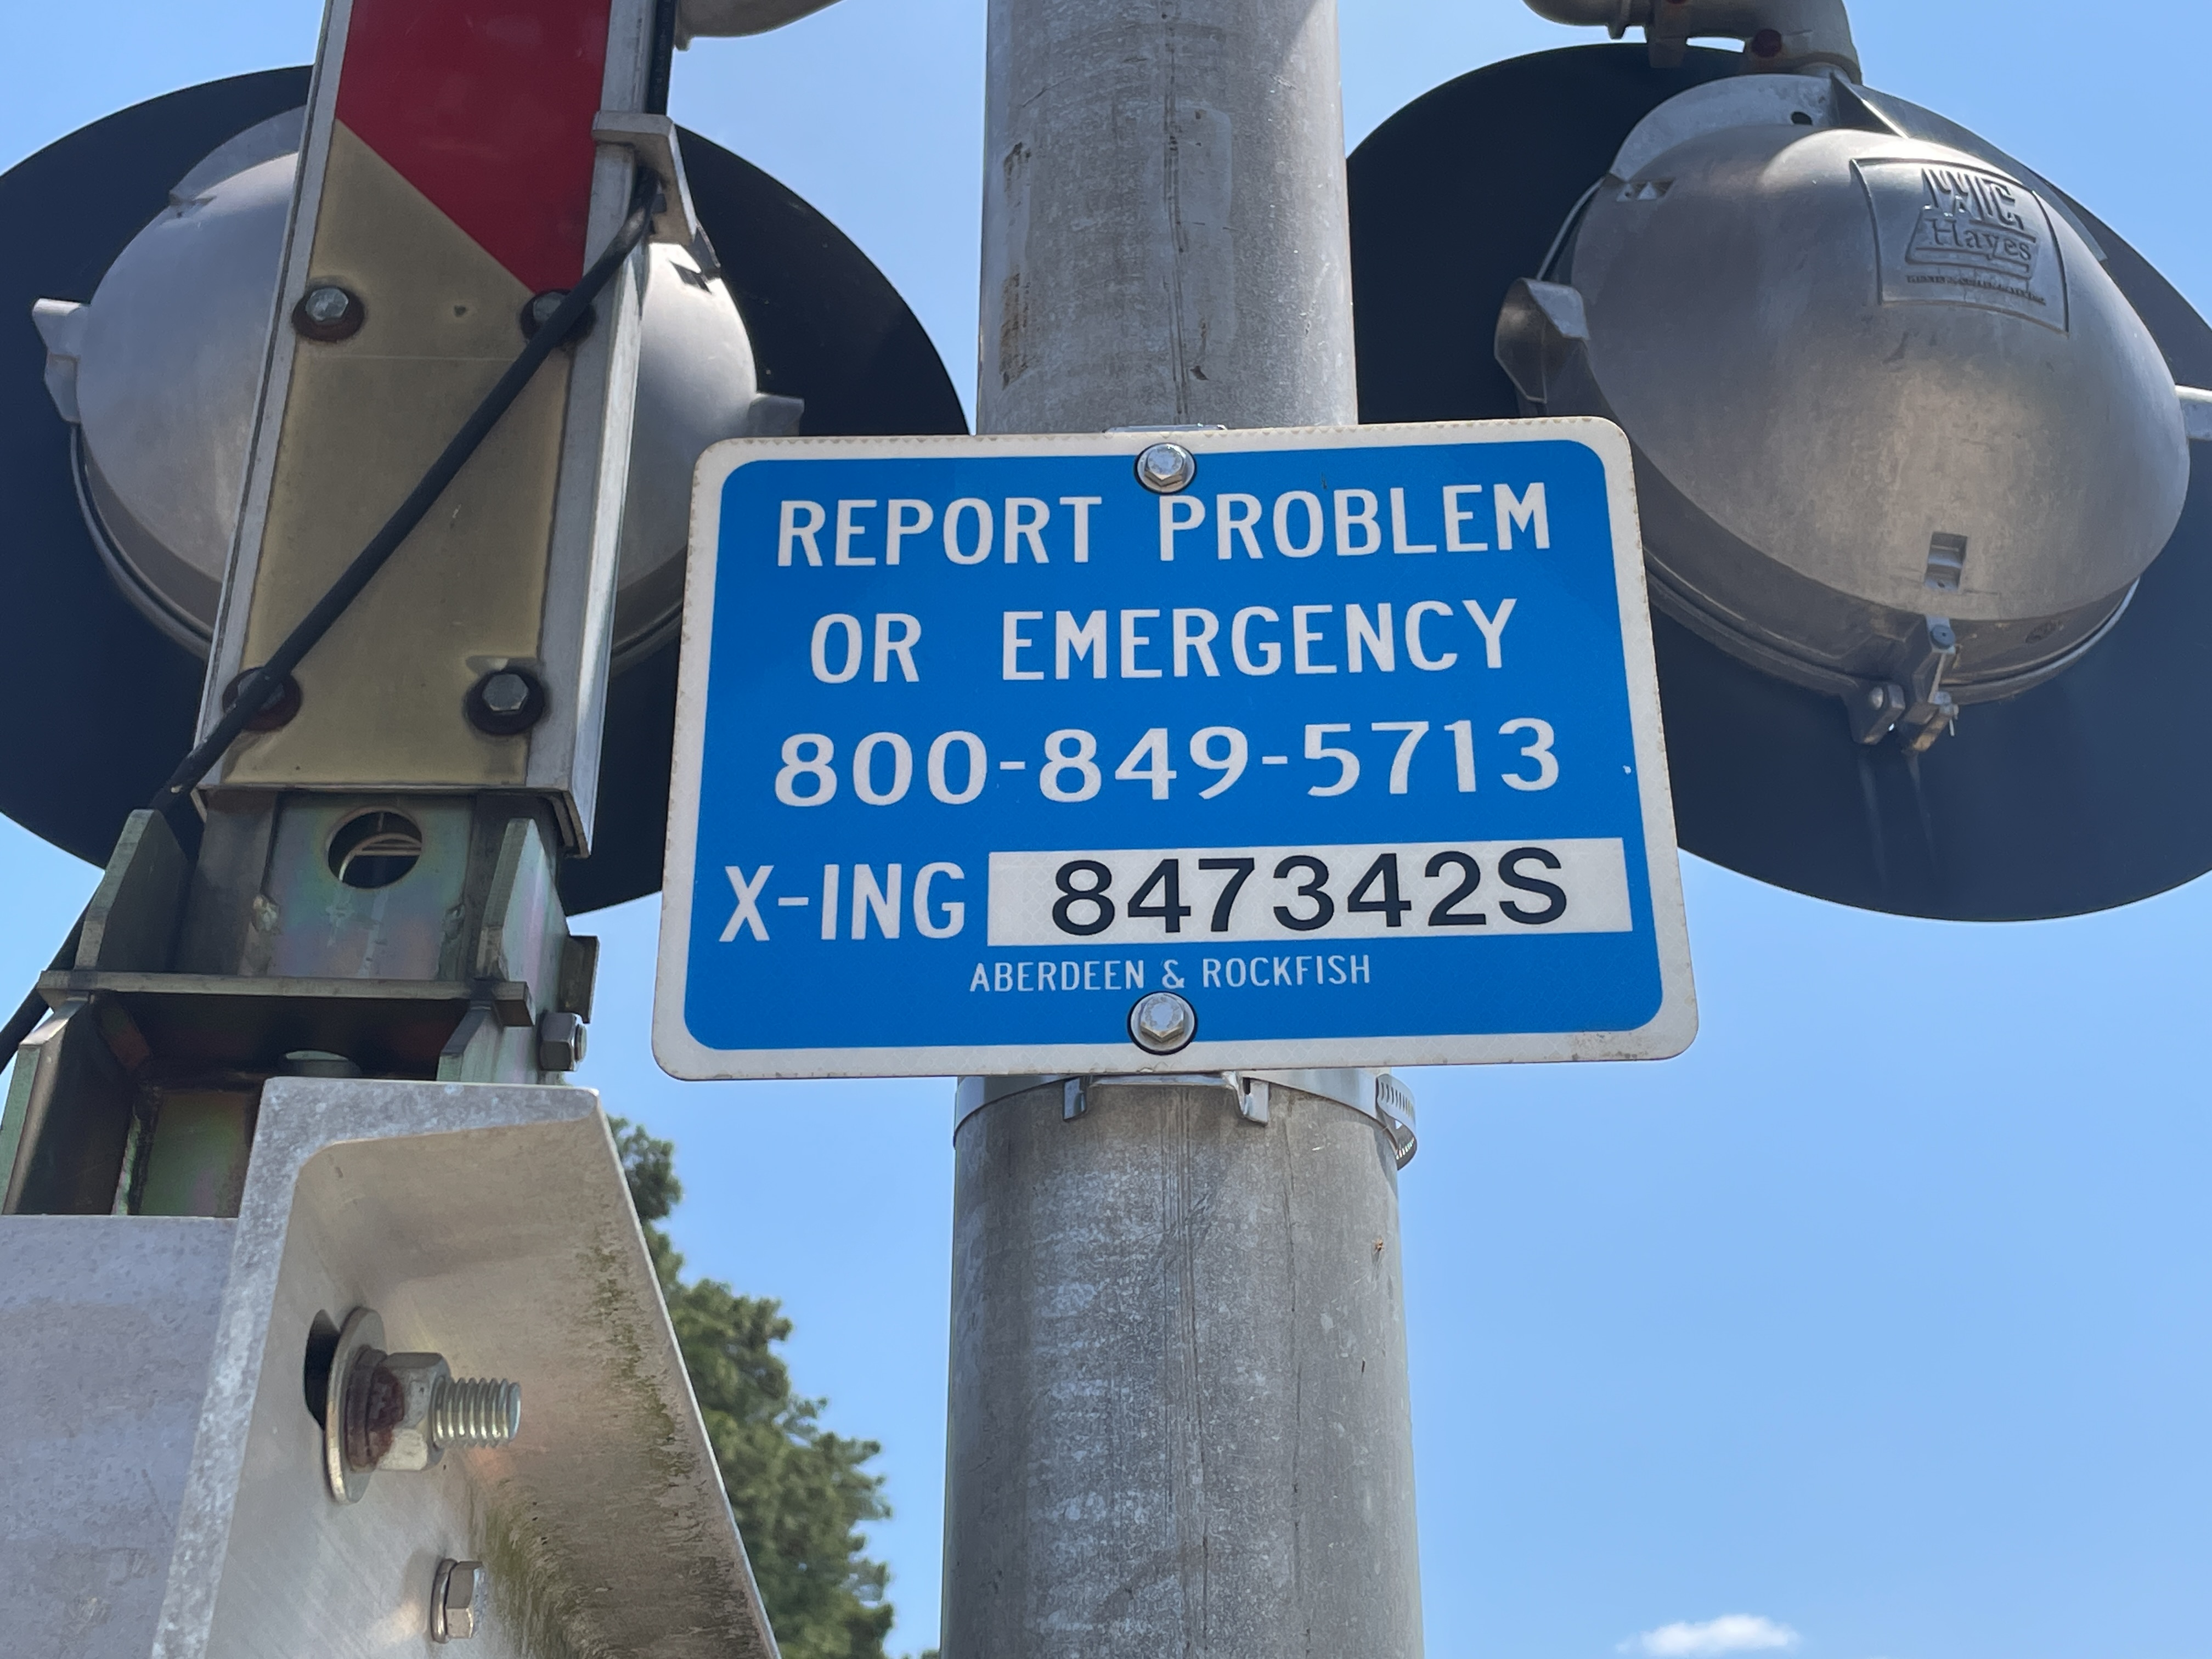 REPORT PROBLEM
OR EMERGENCY
800-849-5713
X-ING 847342S
ABERDEEN & ROCKFISH
Hayes